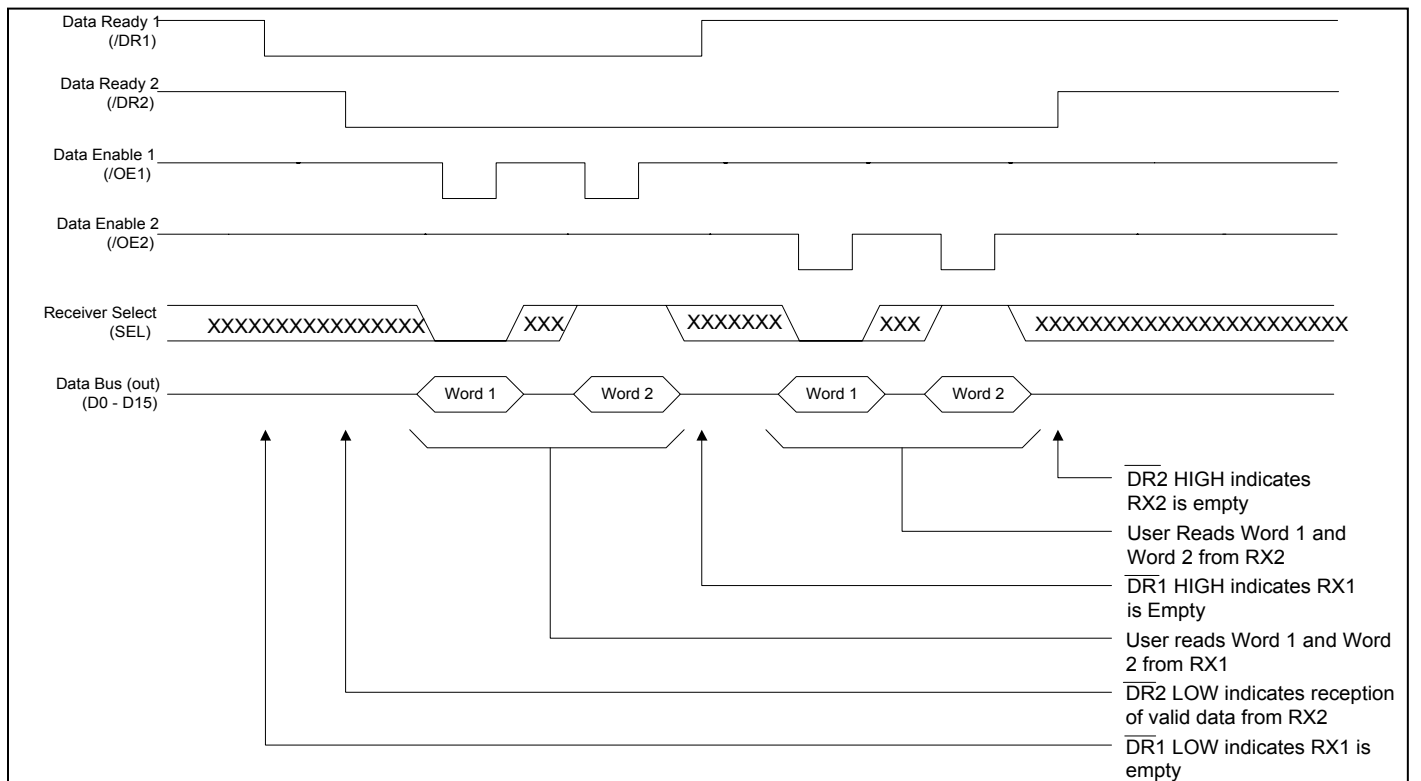 Data Ready 1
(/DR1)
Data Ready 2
(/DR2)
Data Enable 1
(/OE1)
Data Enable 2
(/OE2)
Receiver Select
(SEL)
XXXXXXXXXXXXXXXX
XXX
XXXXXXX
XXX
XXXXXXXXXXXXXXXXXXXXXXX
Data Bus (out)
(D0 - D15)
Word 1
Word 2
Word 1
Word 2
DR2 HIGH indicates
RX2 is empty
User Reads Word 1 and
Word 2 from RX2
DR1 HIGH indicates RX1
is Empty
User reads Word 1 and Word
2 from RX1
DR2 LOW indicates reception
of valid data from RX2
DR1 LOW indicates RX1 is
empty